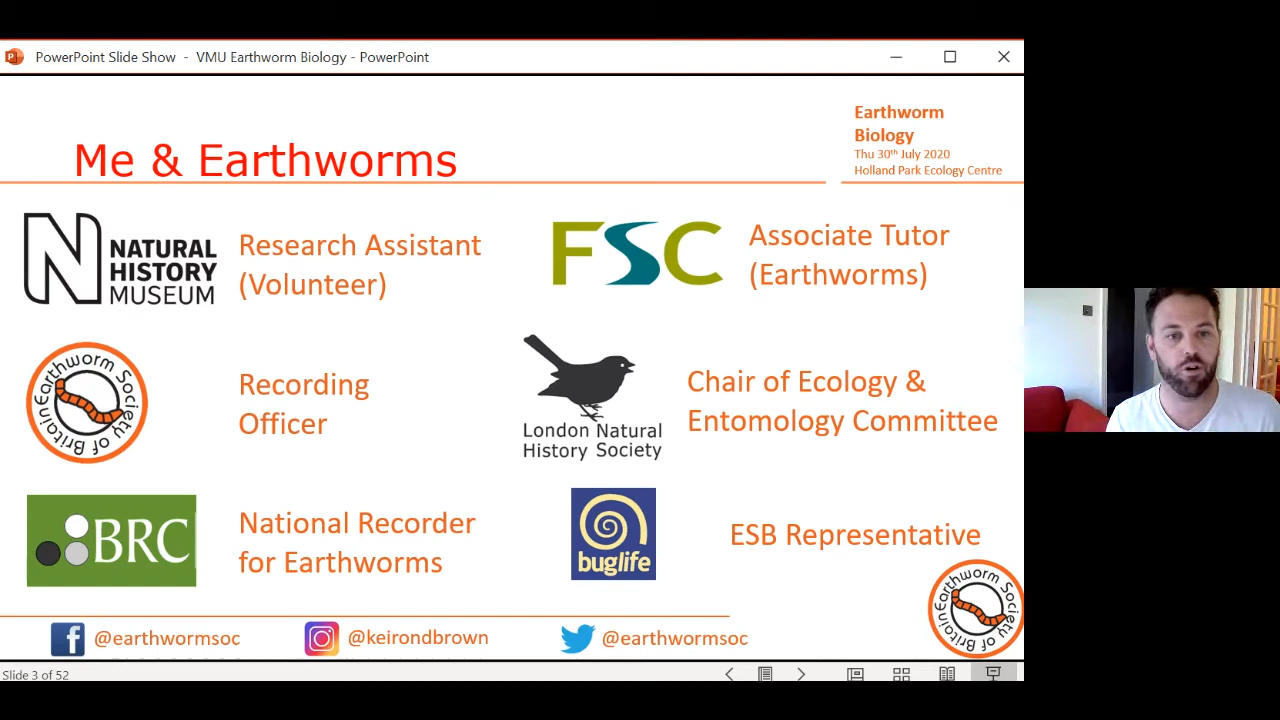 PowerPoint Slide Show - VMU Earthworm Biology - PowerPoint
Earthworm
Biology
Thu 30th July 2020
Holland Park Ecology Centre
Me & Earthworms
NATURAL
HISTORY
MUSEUM
Research Assistant
(Volunteer)
FSC
Associate Tutor
(Earthworms)
Earthworm Society of Britain
Recording
Officer
London Natural
History Society
Chair of Ecology &
Entomology Committee
BRC
National Recorder
for Earthworms
buglife
ESB Representative
Earthworm Society of Britain
@earthwormsoc
@keirondbrown
@earthwormsoc
Slide 3 of 52